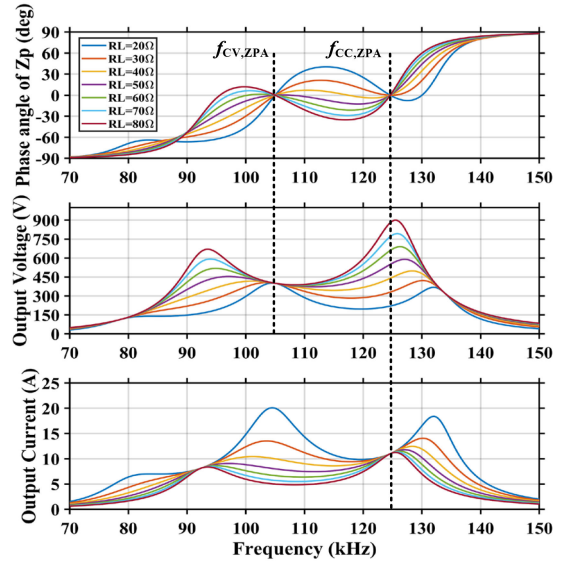 Phase angle of Zp (deg)
90
60
30
0
-30
-60
-90
RL=20Ω
RL=30Ω
RL=40Ω
RL=50Ω
RL=60Ω
RL=70Ω
RL=80Ω
fCV,ZPA
fCC,ZPA
70 80 90 100 110 120 130 140 150
Output Voltage (V)
900
750
600
450
300
150
0
70 80 90 100 110 120 130 140 150
Output Current (A)
25
20
15
10
5
0
70 80 90 100 110 120 130 140 150
Frequency (kHz)